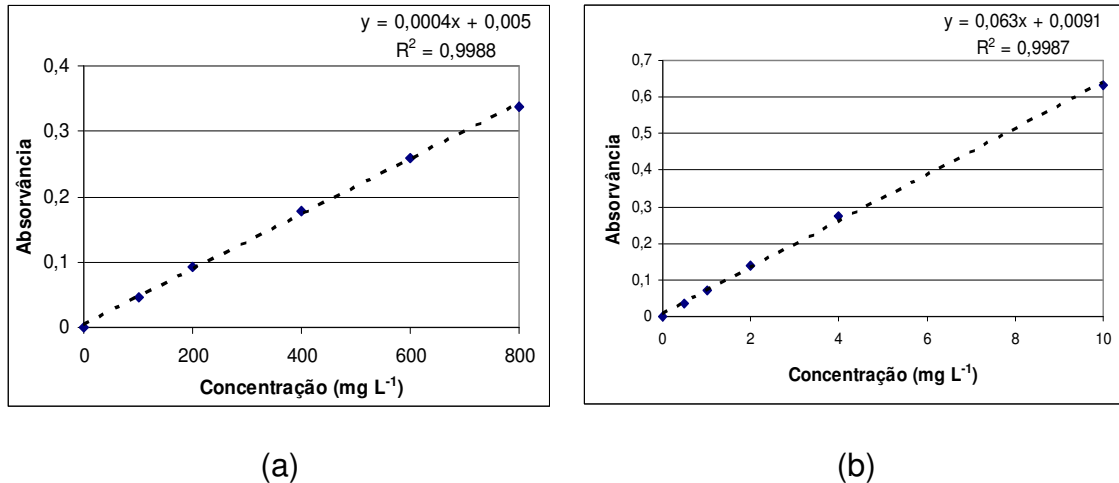 y = 0,0004x + 0,005
R² = 0,9988
0,4
0,3
0,2
0,1
0
Absorvância
0 200 400 600 800
Concentração (mg L⁻¹)
(a)
y = 0,063x + 0,0091
R² = 0,9987
0,7
0,6
0,5
0,4
0,3
0,2
0,1
0
Absorvância
0 2 4 6 8 10
Concentração (mg L⁻¹)
(b)